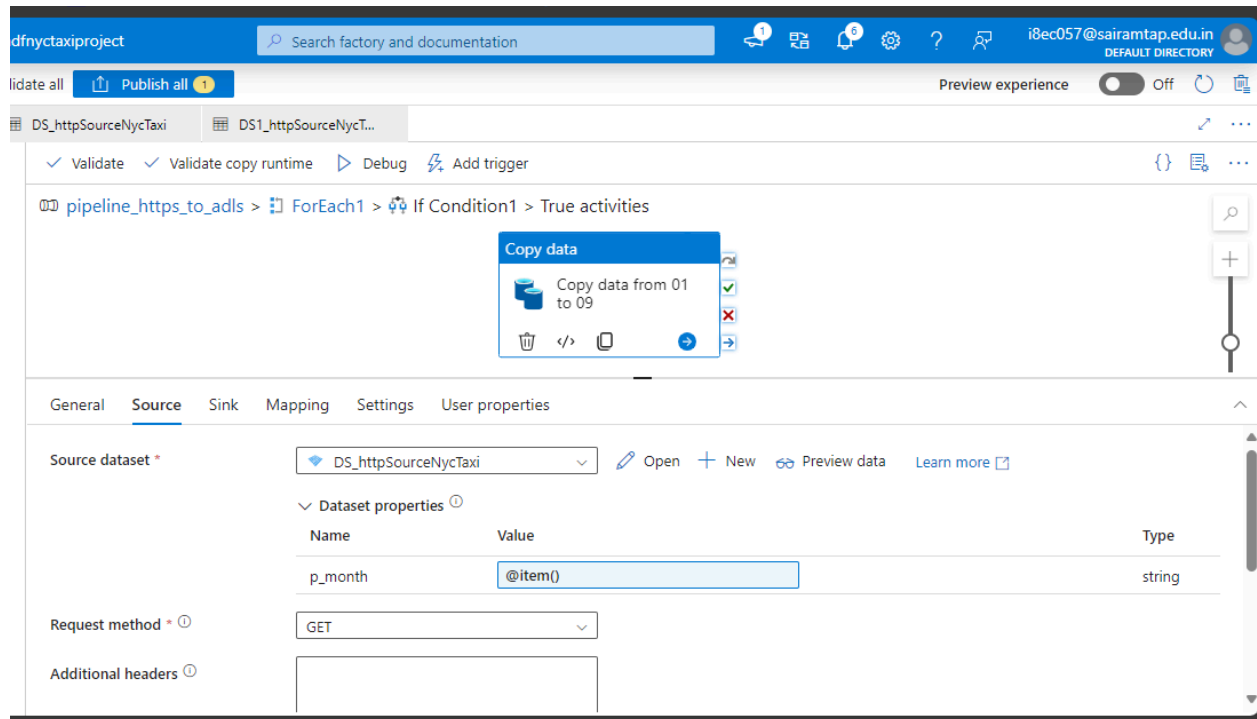 dfnyctaxiproject
Search factory and documentation
1
6
i8ec057@sairamtap.edu.in
DEFAULT DIRECTORY
lidate all
Publish all 1
Preview experience
Off
DS_httpSourceNycTaxi
DS1_httpSourceNycT...
Validate
Validate copy runtime
Debug
Add trigger
pipeline_https_to_adls > ForEach1 > If Condition1 > True activities
Copy data
Copy data from 01
to 09
General Source Sink Mapping Settings User properties
Source dataset *
DS_httpSourceNycTaxi
Open
New
Preview data
Learn more
Dataset properties
Name Value Type
p_month @item() string
Request method *
GET
Additional headers